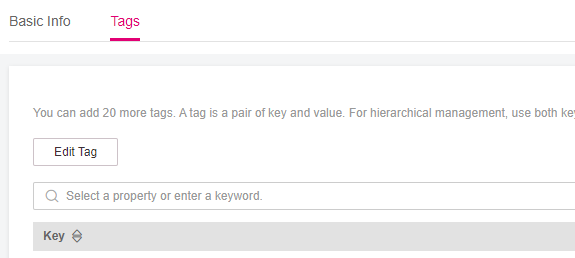 Basic Info
Tags
You can add 20 more tags. A tag is a pair of key and value. For hierarchical management, use both key
Edit Tag
Select a property or enter a keyword.
Key